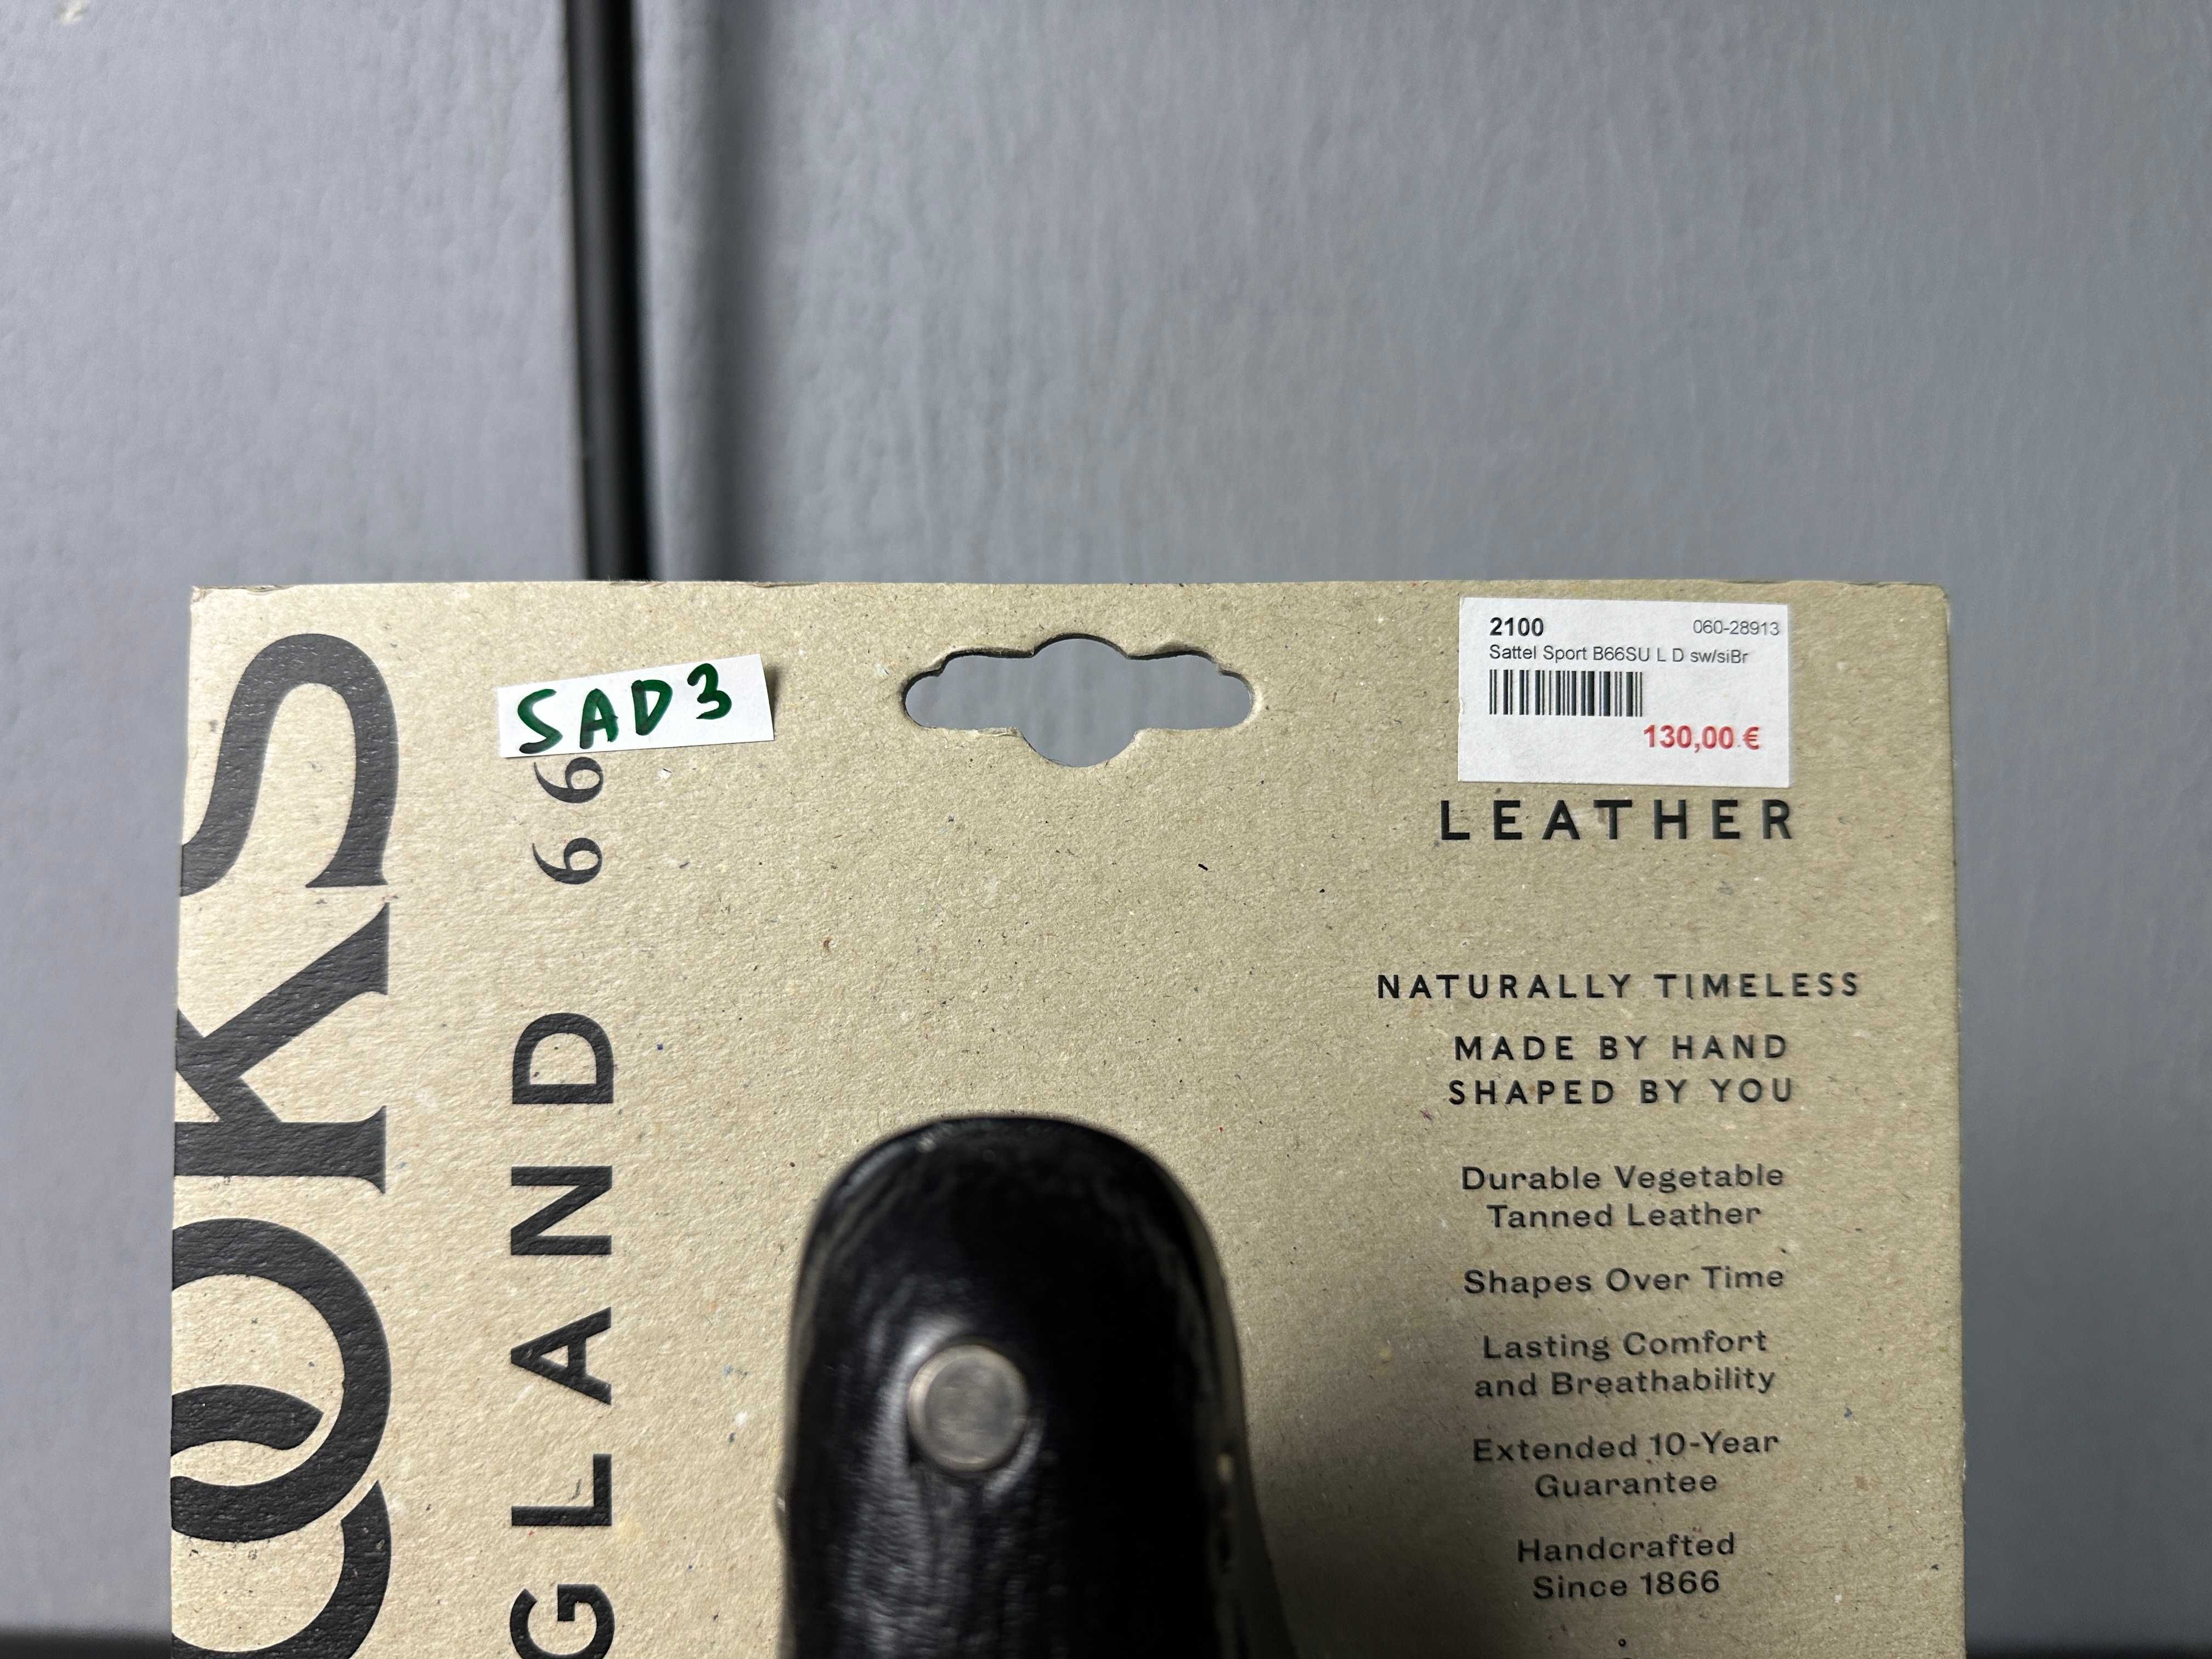 OOKS
GLAND 66
SAD3
2100 060-28913
Sattel Sport B66SU L D sw/siBr
130,00 €
LEATHER
NATURALLY TIMELESS
MADE BY HAND
SHAPED BY YOU
Durable Vegetable
Tanned Leather
Shapes Over Time
Lasting Comfort
and Breathability
Extended 10-Year
Guarantee
Handcrafted
Since 1866